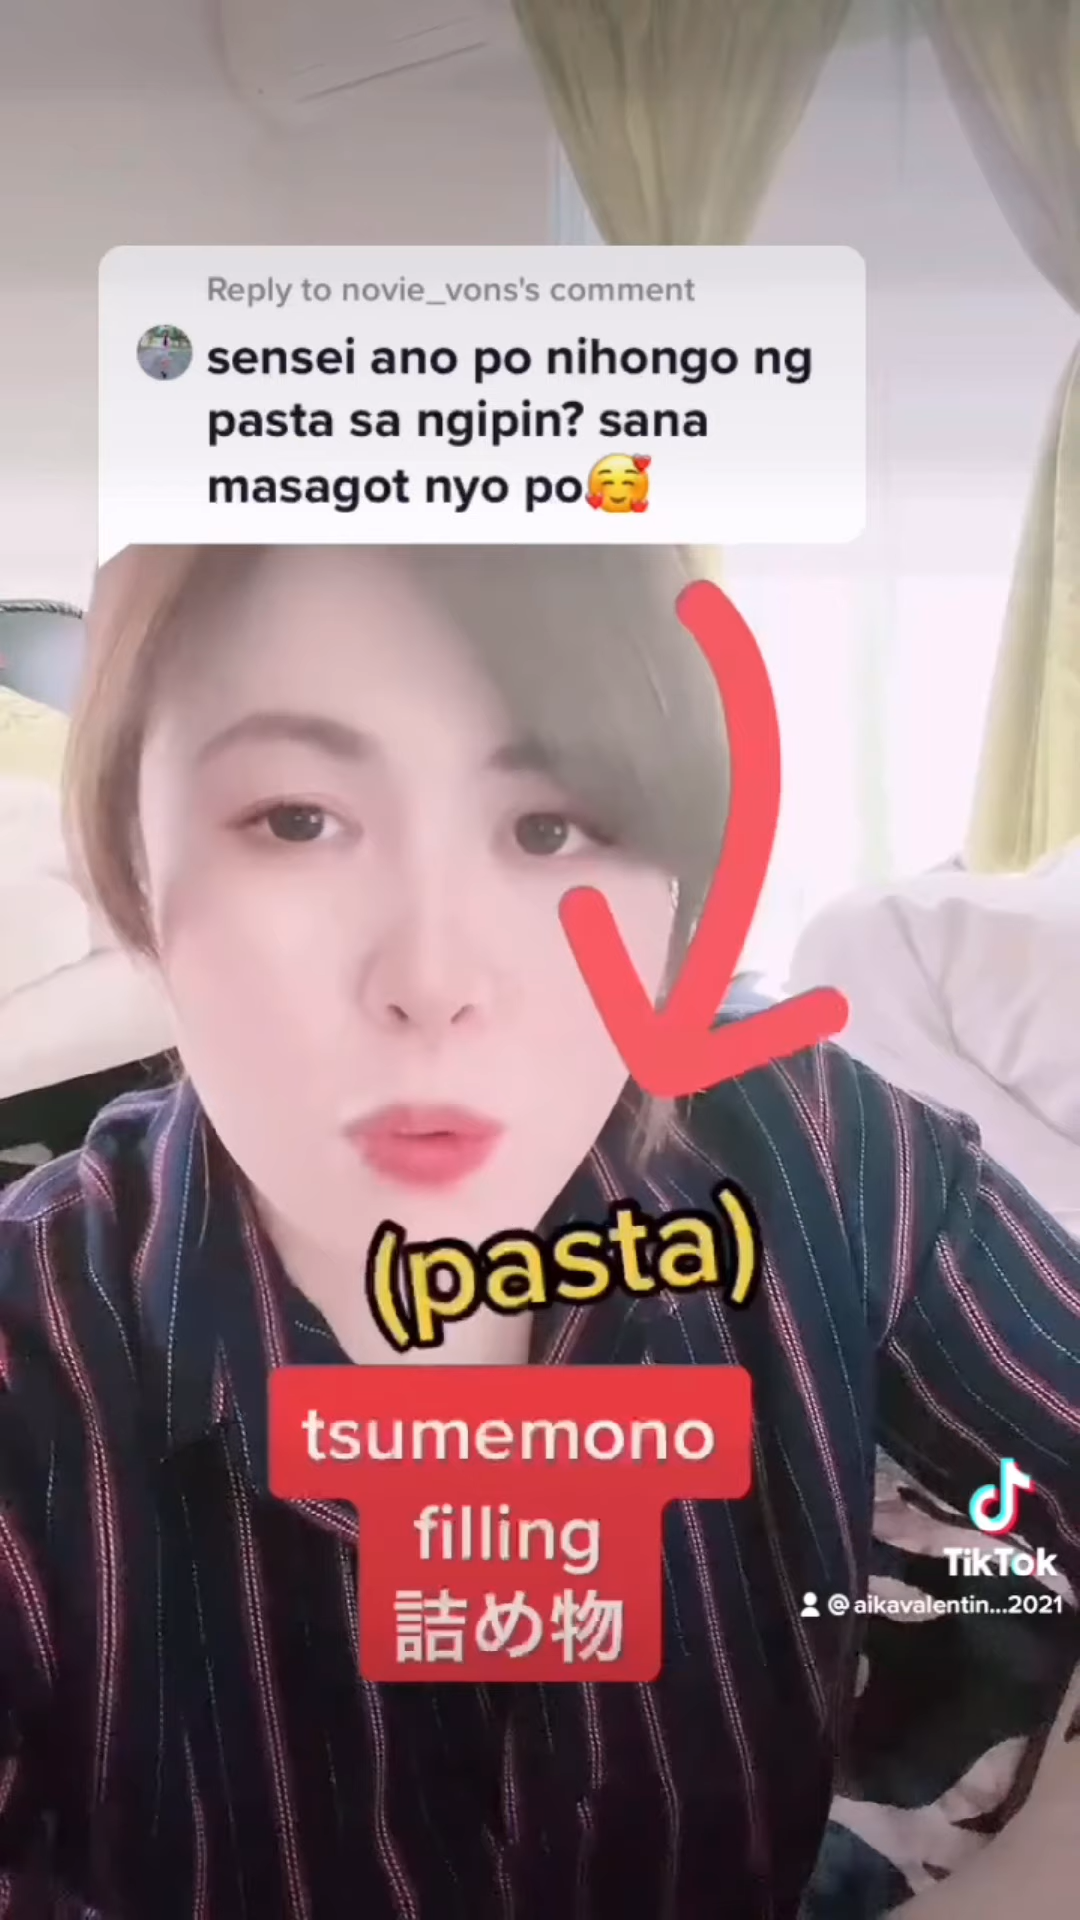 Reply to novie_vons's comment
sensei ano po nihongo ng
pasta sa ngipin? sana
masagot nyo po🥰
(pasta)
tsumemono
filling
詰め物
TikTok
@aikavalentin...2021